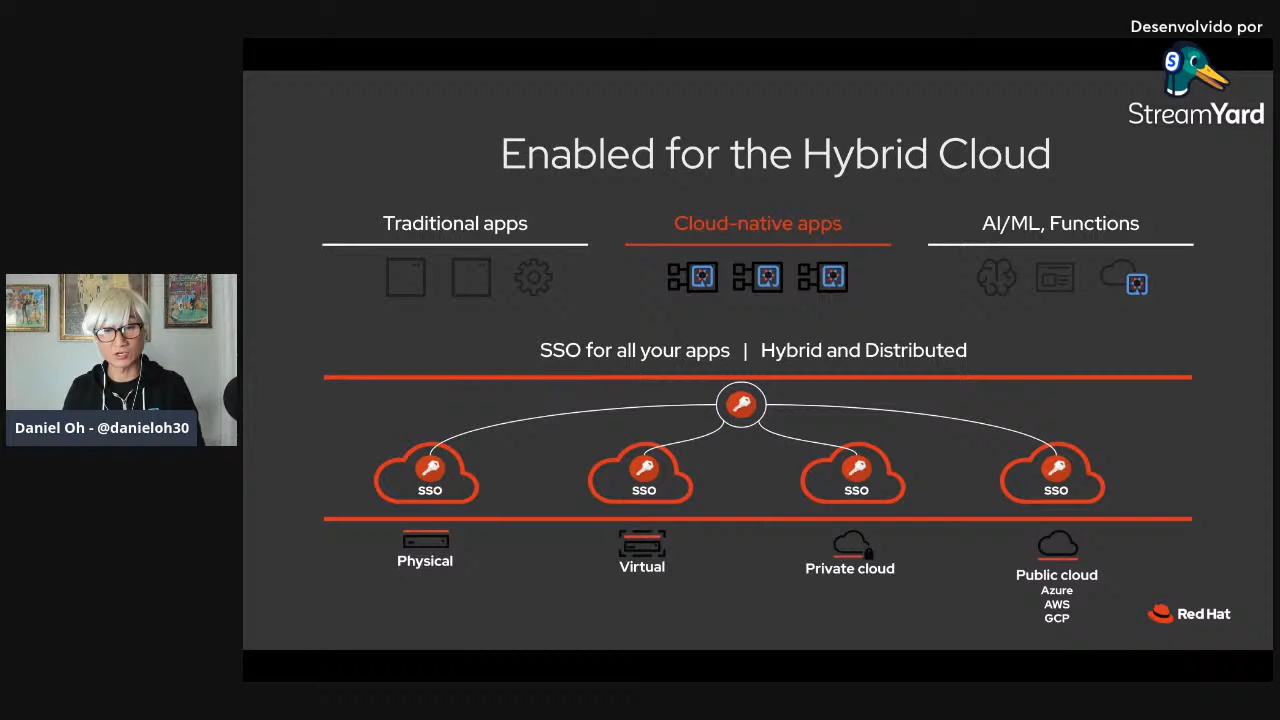 Desenvolvido por
StreamYard
Enabled for the Hybrid Cloud
Traditional apps
Cloud-native apps
AI/ML, Functions
SSO for all your apps | Hybrid and Distributed
SSO
SSO
SSO
SSO
Physical
Virtual
Private cloud
Public cloud
Azure
AWS
GCP
Red Hat
Daniel Oh - @danieloh30